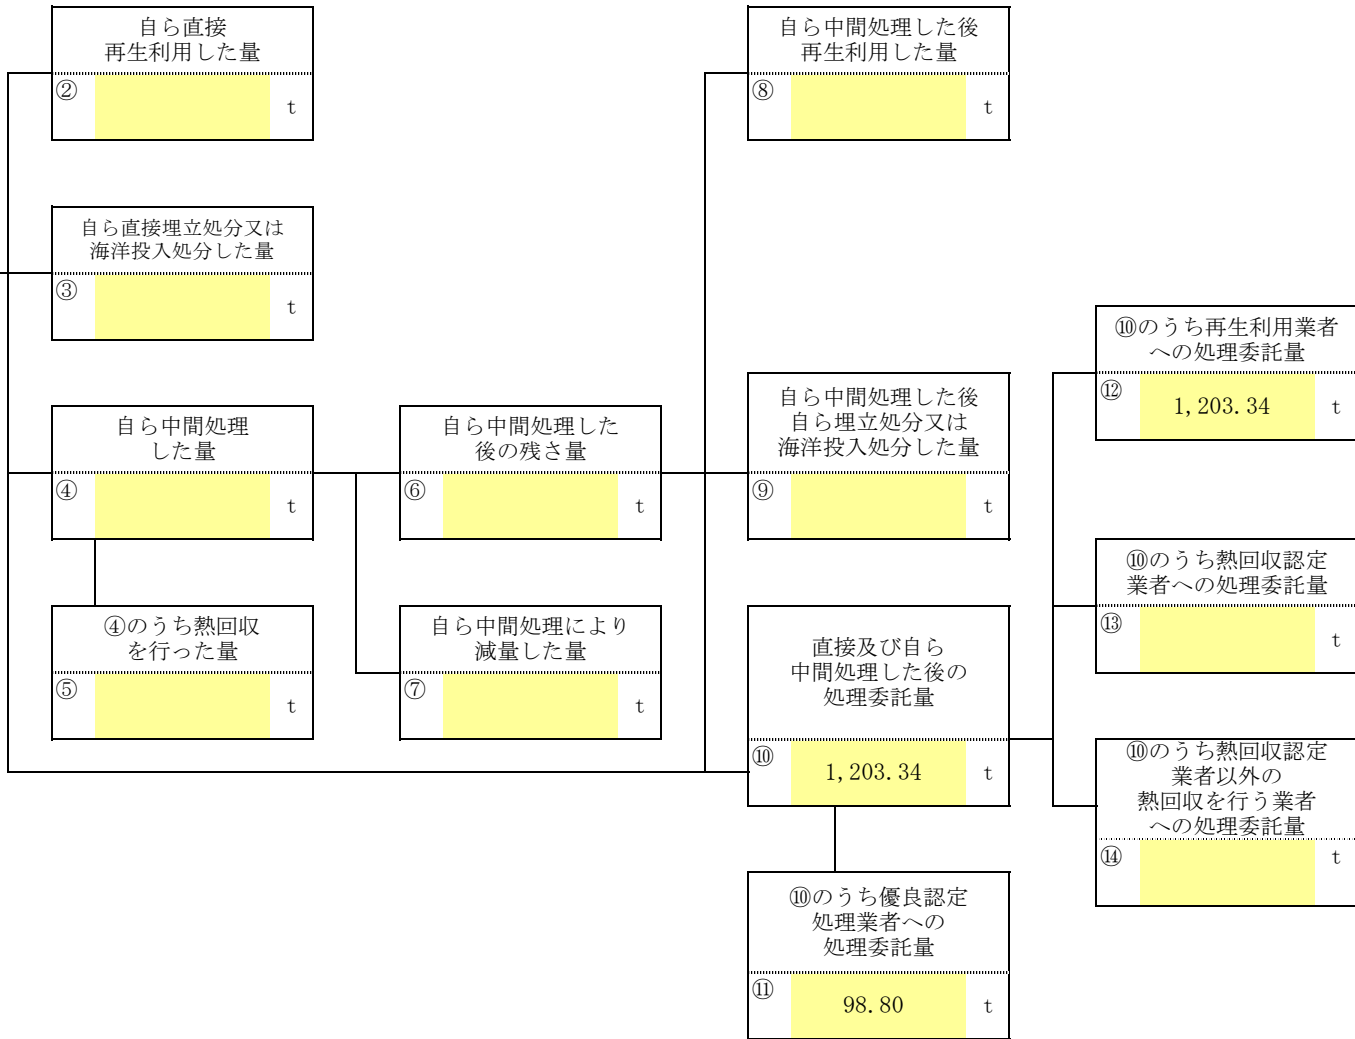 自ら直接
再生利用した量
②
t
自ら中間処理した後
再生利用した量
⑧
t
自ら直接埋立処分又は
海洋投入処分した量
③
t
⑩のうち再生利用業者
への処理委託量
⑫
1,203.34
t
自ら中間処理
した量
④
t
自ら中間処理した
後の残さ量
⑥
t
自ら中間処理した後
自ら埋立処分又は
海洋投入処分した量
⑨
t
⑩のうち熱回収認定
業者への処理委託量
⑬
t
④のうち熱回収
を行った量
⑤
t
自ら中間処理により
減量した量
⑦
t
直接及び自ら
中間処理した後の
処理委託量
⑩
1,203.34
t
⑩のうち熱回収認定
業者以外の
熱回収を行う業者
への処理委託量
⑭
t
⑩のうち優良認定
処理業者への
処理委託量
⑪
98.80
t